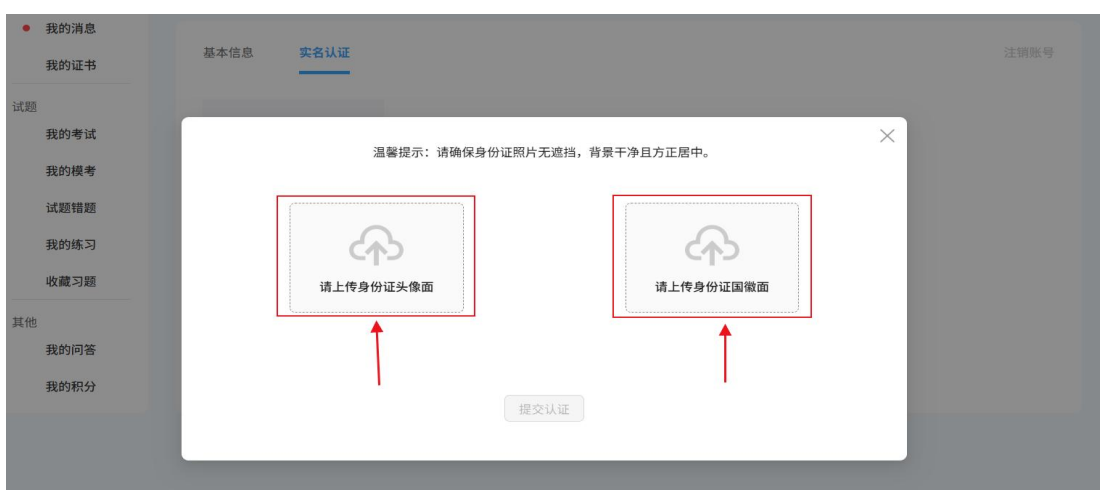 我的消息
我的证书
试题
我的考试
我的模考
试题错题
我的练习
收藏习题
其他
我的问答
我的积分
基本信息 实名认证 注销账号
温馨提示：请确保身份证照片无遮挡，背景干净且方正居中。
请上传身份证头像面 请上传身份证国徽面
提交认证